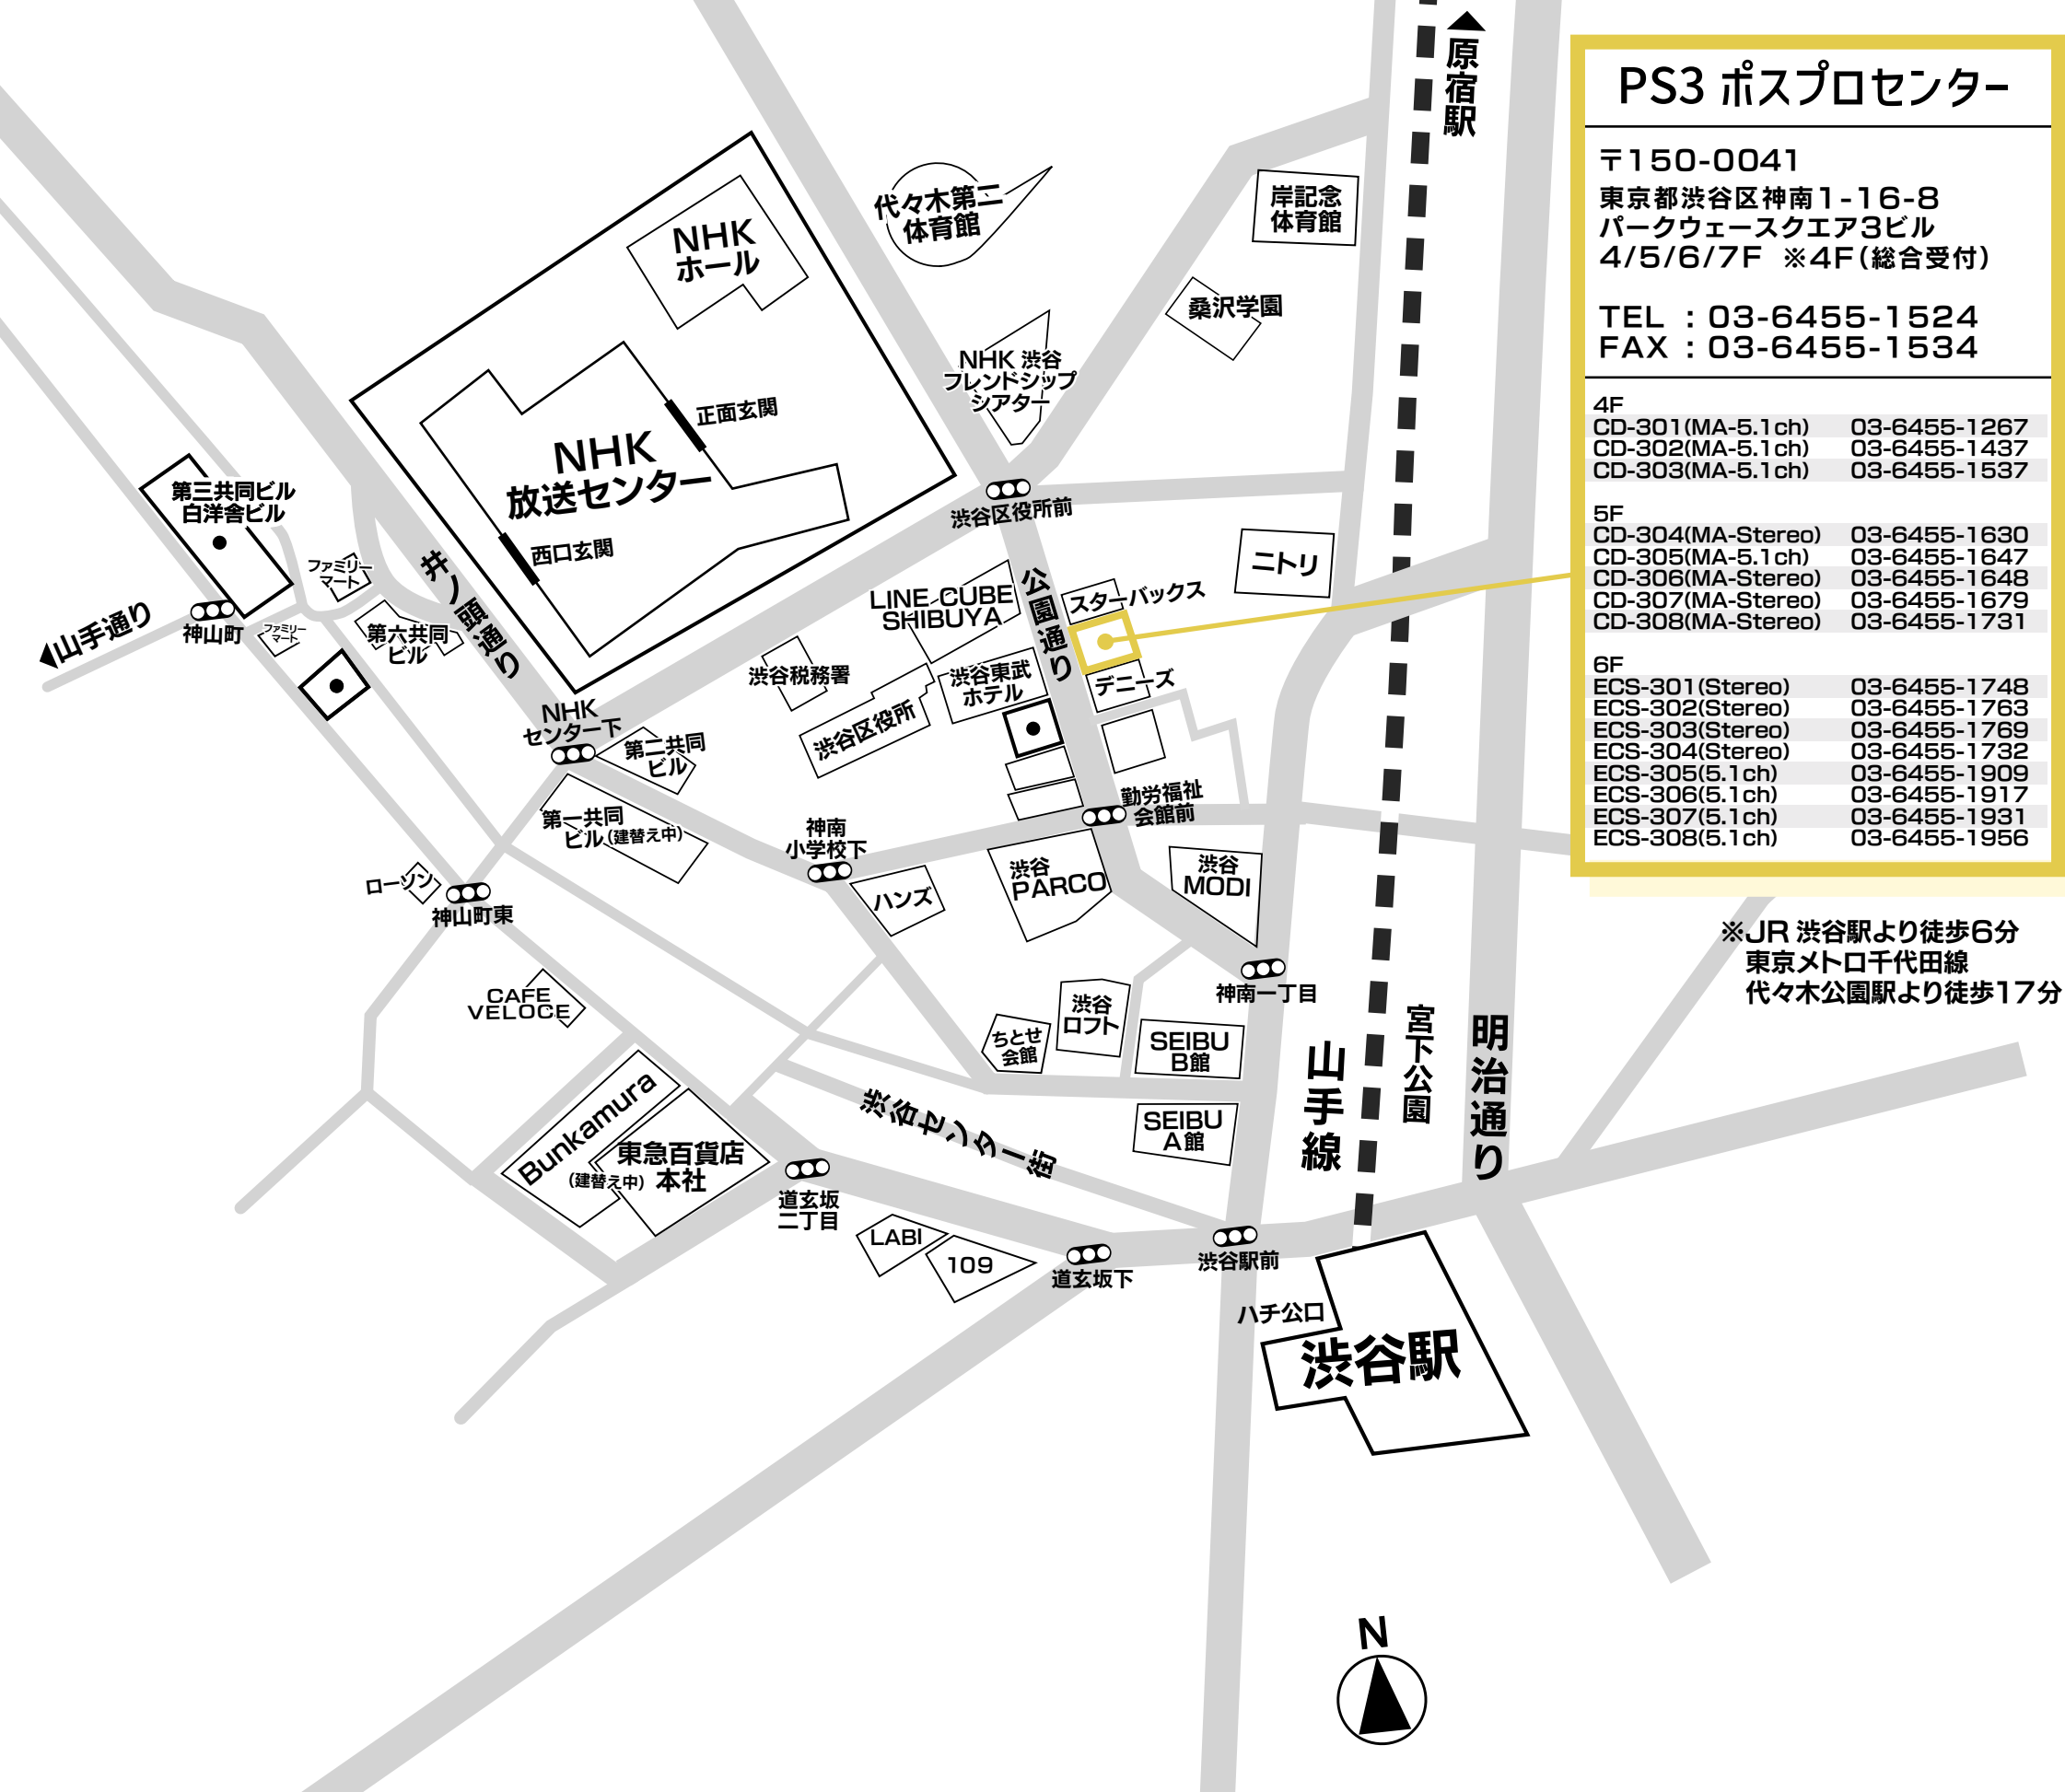 PS3 ポスプロセンター
〒150-0041
東京都渋谷区神南1-16-8
パークウェースクエア3ビル
4/5/6/7F ※4F(総合受付)
TEL : 03-6455-1524
FAX : 03-6455-1534
4F
CD-301(MA-5.1ch) 03-6455-1267
CD-302(MA-5.1ch) 03-6455-1437
CD-303(MA-5.1ch) 03-6455-1537
5F
CD-304(MA-Stereo) 03-6455-1630
CD-305(MA-5.1ch) 03-6455-1647
CD-306(MA-Stereo) 03-6455-1648
CD-307(MA-Stereo) 03-6455-1679
CD-308(MA-Stereo) 03-6455-1731
6F
ECS-301(Stereo) 03-6455-1748
ECS-302(Stereo) 03-6455-1763
ECS-303(Stereo) 03-6455-1769
ECS-304(Stereo) 03-6455-1732
ECS-305(5.1ch) 03-6455-1909
ECS-306(5.1ch) 03-6455-1917
ECS-307(5.1ch) 03-6455-1931
ECS-308(5.1ch) 03-6455-1956
※JR 渋谷駅より徒歩6分
東京メトロ千代田線
代々木公園駅より徒歩17分
▲原宿駅
代々木第二
体育館
岸記念
体育館
NHK
ホール
桑沢学園
NHK 渋谷
フレンドシップ
シアター
正面玄関
NHK
放送センター
西口玄関
第三共同ビル
白洋舎ビル
渋谷区役所前
ニトリ
ファミリー
マート
井ノ頭通り
公園通り
スターバックス
LINE CUBE
SHIBUYA
◀山手通り
神山町
ファミリー
マート
第六共同
ビル
渋谷税務署
渋谷東武
ホテル
デニーズ
渋谷区役所
NHK
センター下
第二共同
ビル
第一共同
ビル(建替え中)
勤労福祉
会館前
神南
小学校下
渋谷
PARCO
渋谷
MODI
ハンズ
ローソン
神山町東
神南一丁目
CAFE
VELOCE
渋谷
ロフト
ちとせ
会館
SEIBU
B館
宮下公園
明治通り
山手線
渋谷センター街
SEIBU
A館
Bunkamura
東急百貨店
本社
(建替え中)
道玄坂
二丁目
LABI
109
道玄坂下
渋谷駅前
ハチ公口
渋谷駅
N